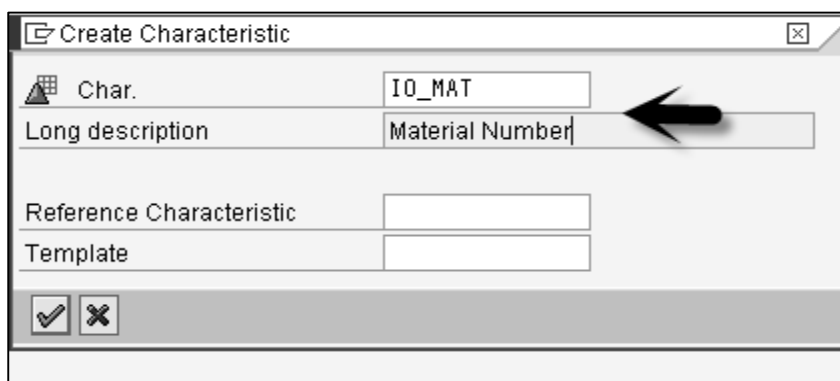 Create Characteristic
Char. IO_MAT
Long description Material Number
Reference Characteristic
Template